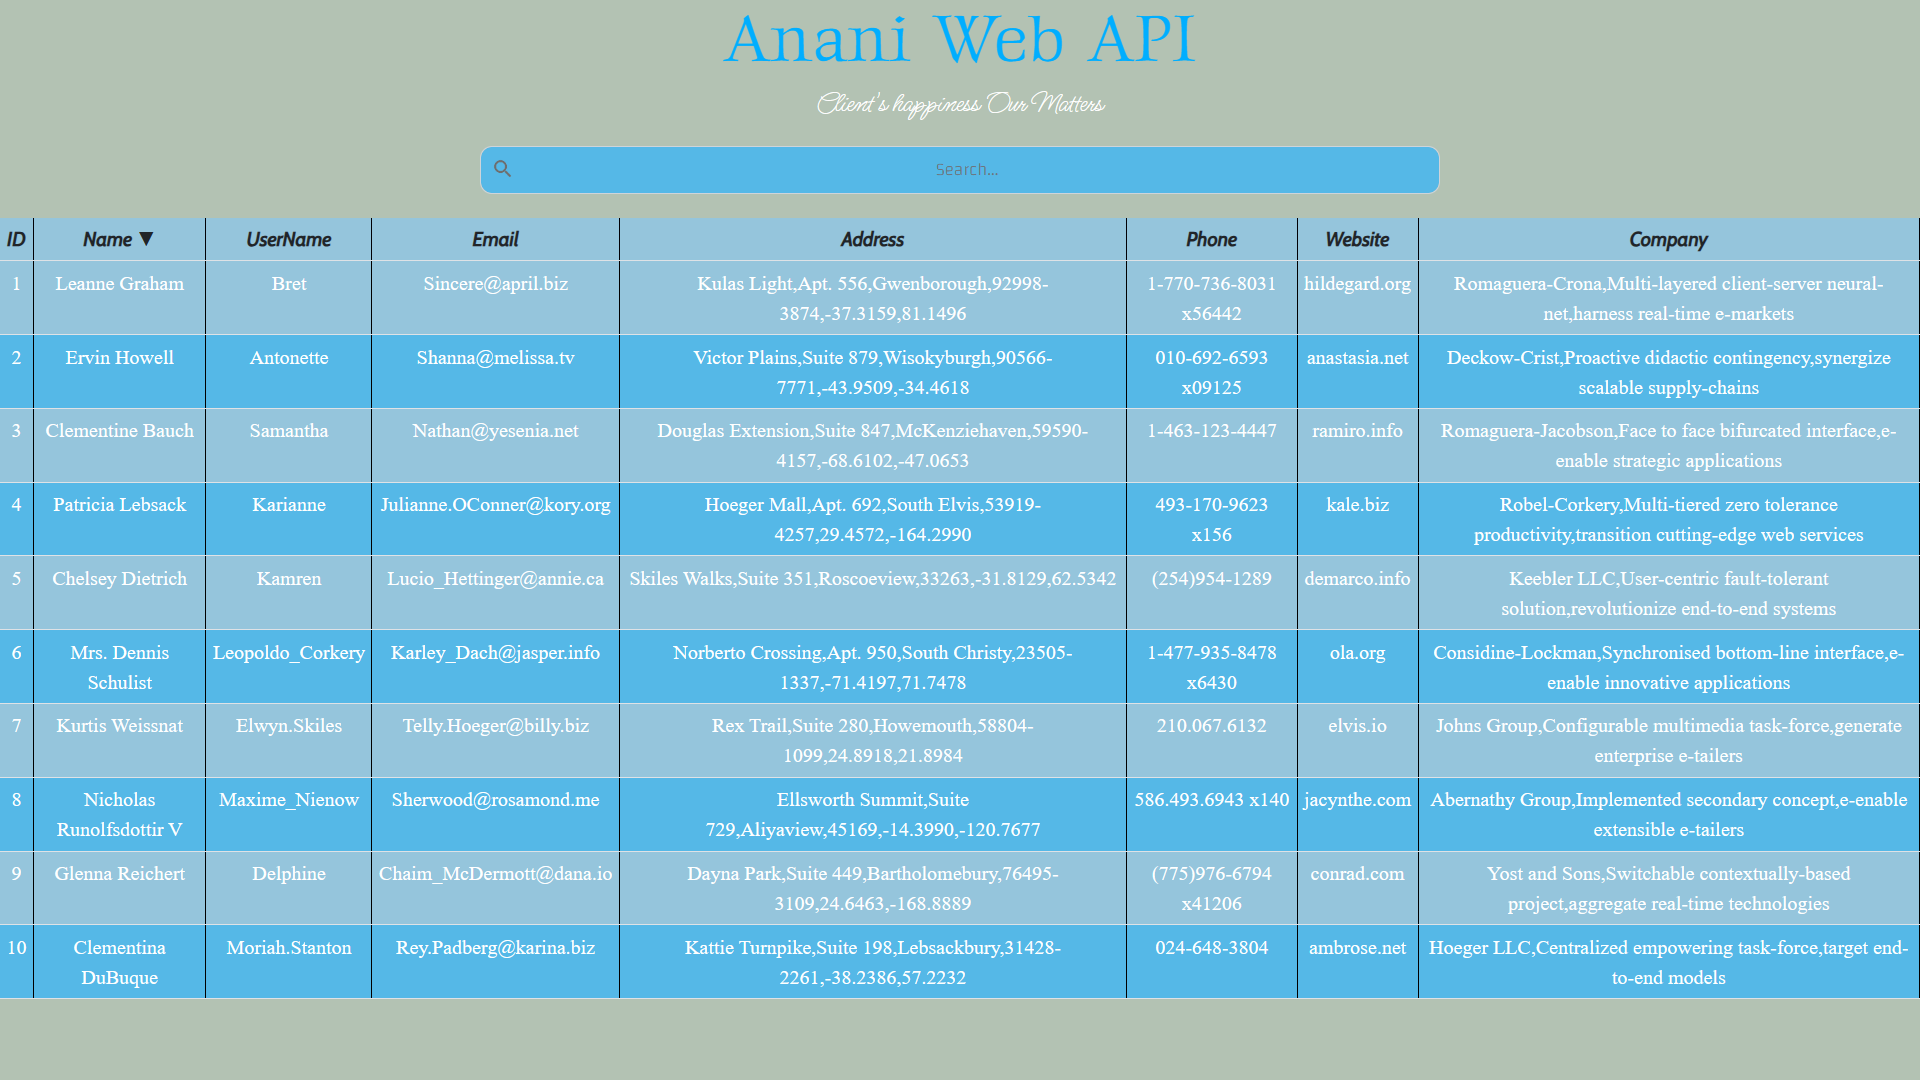 Anani Web API
Client's happiness Our Matters
Search...
ID Name ▼ UserName Email Address Phone Website Company
1 Leanne Graham Bret Sincere@april.biz Kulas Light,Apt. 556,Gwenborough,92998- 1-770-736-8031 hildegard.org Romaguera-Crona,Multi-layered client-server neural-
3874,-37.3159,81.1496 x56442 net,harness real-time e-markets
2 Ervin Howell Antonette Shanna@melissa.tv Victor Plains,Suite 879,Wisokyburgh,90566- 010-692-6593 anastasia.net Deckow-Crist,Proactive didactic contingency,synergize
7771,-43.9509,-34.4618 x09125 scalable supply-chains
3 Clementine Bauch Samantha Nathan@yesenia.net Douglas Extension,Suite 847,McKenziehaven,59590- 1-463-123-4447 ramiro.info Romaguera-Jacobson,Face to face bifurcated interface,e-
4157,-68.6102,-47.0653 enable strategic applications
4 Patricia Lebsack Karianne Julianne.OConner@kory.org Hoeger Mall,Apt. 692,South Elvis,53919- 493-170-9623 kale.biz Robel-Corkery,Multi-tiered zero tolerance
4257,29.4572,-164.2990 x156 productivity,transition cutting-edge web services
5 Chelsey Dietrich Kamren Lucio_Hettinger@annie.ca Skiles Walks,Suite 351,Roscoeview,33263,-31.8129,62.5342 (254)954-1289 demarco.info Keebler LLC,User-centric fault-tolerant
solution,revolutionize end-to-end systems
6 Mrs. Dennis Leopoldo_Corkery Karley_Dach@jasper.info Norberto Crossing,Apt. 950,South Christy,23505- 1-477-935-8478 ola.org Considine-Lockman,Synchronised bottom-line interface,e-
Schulist 1337,-71.4197,71.7478 x6430 enable innovative applications
7 Kurtis Weissnat Elwyn.Skiles Telly.Hoeger@billy.biz Rex Trail,Suite 280,Howemouth,58804- 210.067.6132 elvis.io Johns Group,Configurable multimedia task-force,generate
1099,24.8918,21.8984 enterprise e-tailers
8 Nicholas Maxime_Nienow Sherwood@rosamond.me Ellsworth Summit,Suite 586.493.6943 x140 jacynthe.com Abernathy Group,Implemented secondary concept,e-enable
Runolfsdottir V 729,Aliyaview,45169,-14.3990,-120.7677 extensible e-tailers
9 Glenna Reichert Delphine Chaim_McDermott@dana.io Dayna Park,Suite 449,Bartholomebury,76495- (775)976-6794 conrad.com Yost and Sons,Switchable contextually-based
3109,24.6463,-168.8889 x41206 project,aggregate real-time technologies
10 Clementina Moriah.Stanton Rey.Padberg@karina.biz Kattie Turnpike,Suite 198,Lebsackbury,31428- 024-648-3804 ambrose.net Hoeger LLC,Centralized empowering task-force,target end-
DuBuque 2261,-38.2386,57.2232 to-end models